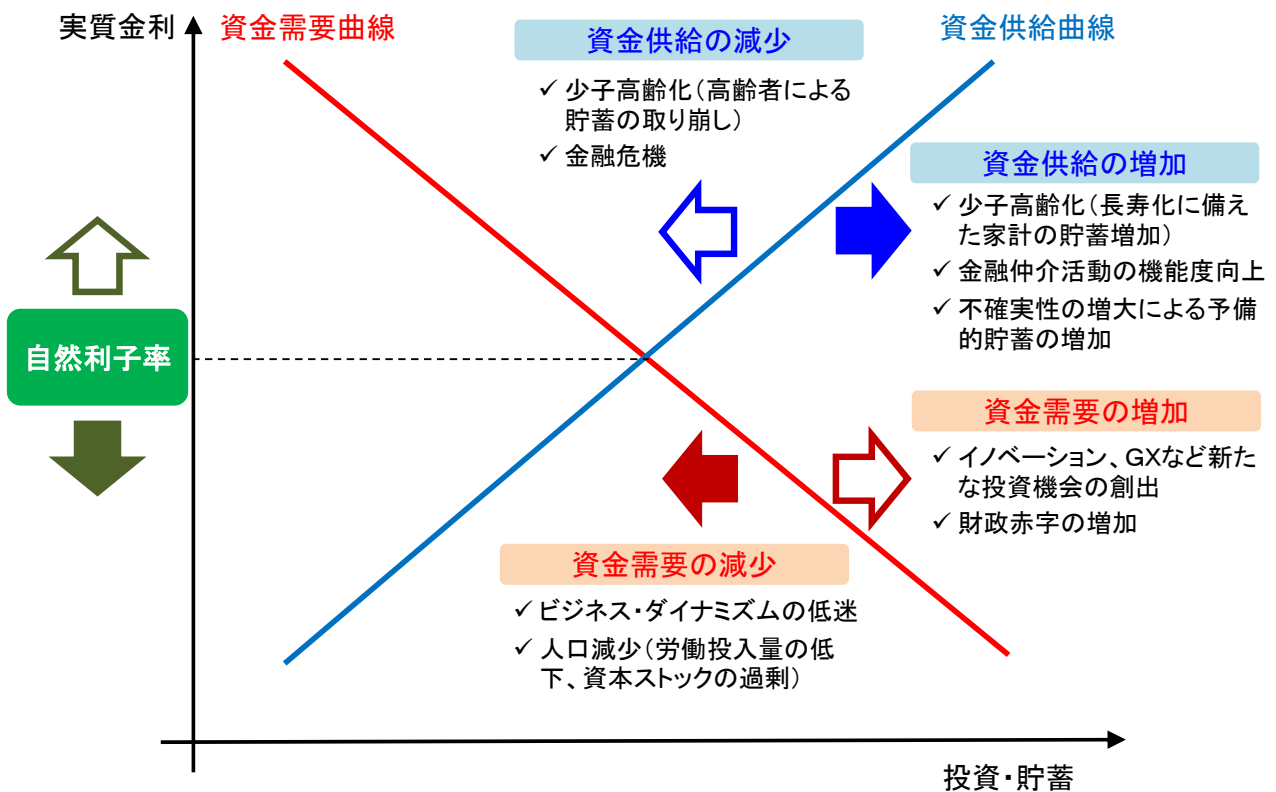 実質金利
資金需要曲線
資金供給の減少
✓ 少子高齢化（高齢者による
貯蓄の取り崩し）
✓ 金融危機
資金供給曲線
資金供給の増加
✓ 少子高齢化（長寿化に備え
た家計の貯蓄増加）
✓ 金融仲介活動の機能度向上
✓ 不確実性の増大による予備
的貯蓄の増加
自然利子率
資金需要の増加
✓ イノベーション、GXなど新た
な投資機会の創出
✓ 財政赤字の増加
資金需要の減少
✓ ビジネス・ダイナミズムの低迷
✓ 人口減少（労働投入量の低
下、資本ストックの過剰）
投資・貯蓄